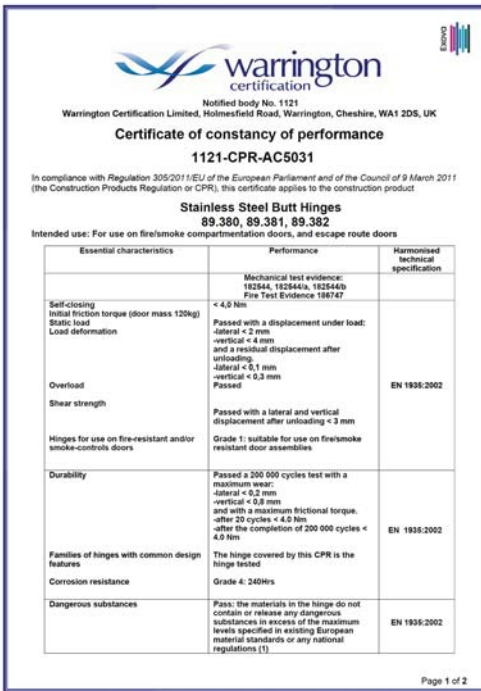 warrington
certification
Notified body No. 1121
Warrington Certification Limited, Holmesfield Road, Warrington, Cheshire, WA1 2DS, UK
Certificate of constancy of performance
1121-CPR-AC5031
In compliance with Regulation 305/2011/EU of the European Parliament and of the Council of 9 March 2011
(the Construction Products Regulation or CPR), this certificate applies to the construction product
Stainless Steel Butt Hinges
89.380, 89.381, 89.382
Intended use: For use on fire/smoke compartmentation doors, and escape route doors
Essential characteristics
Performance
Harmonised
technical
specification
Mechanical test evidence:
182544, 182544/a, 182544/b
Fire Test Evidence 186747
Self-closing
Initial friction torque (door mass 120kg)
Static load
Load deformation
Overload
Shear strength
Hinges for use on fire-resistant and/or
smoke-controls doors
< 4,0 Nm
Passed with a displacement under load:
-lateral < 2 mm
-vertical < 4 mm
and a residual displacement after
unloading.
-lateral < 0,1 mm
-vertical < 0,3 mm
Passed
Passed with a lateral and vertical
displacement after unloading < 3 mm
Grade 1: suitable for use on fire/smoke
resistant door assemblies
EN 1935:2002
Durability
Families of hinges with common design
features
Corrosion resistance
Passed a 200 000 cycles test with a
maximum wear:
-lateral < 0,2 mm
-vertical < 0,8 mm
and with a maximum frictional torque.
-after 20 cycles < 4.0 Nm
-after the completion of 200 000 cycles <
4.0 Nm
The hinge covered by this CPR is the
hinge tested
Grade 4: 240Hrs
EN 1935:2002
Dangerous substances
Pass: the materials in the hinge do not
contain or release any dangerous
substances in excess of the maximum
levels specified in existing European
material standards or any national
regulations (1)
EN 1935:2002
Page 1 of 2